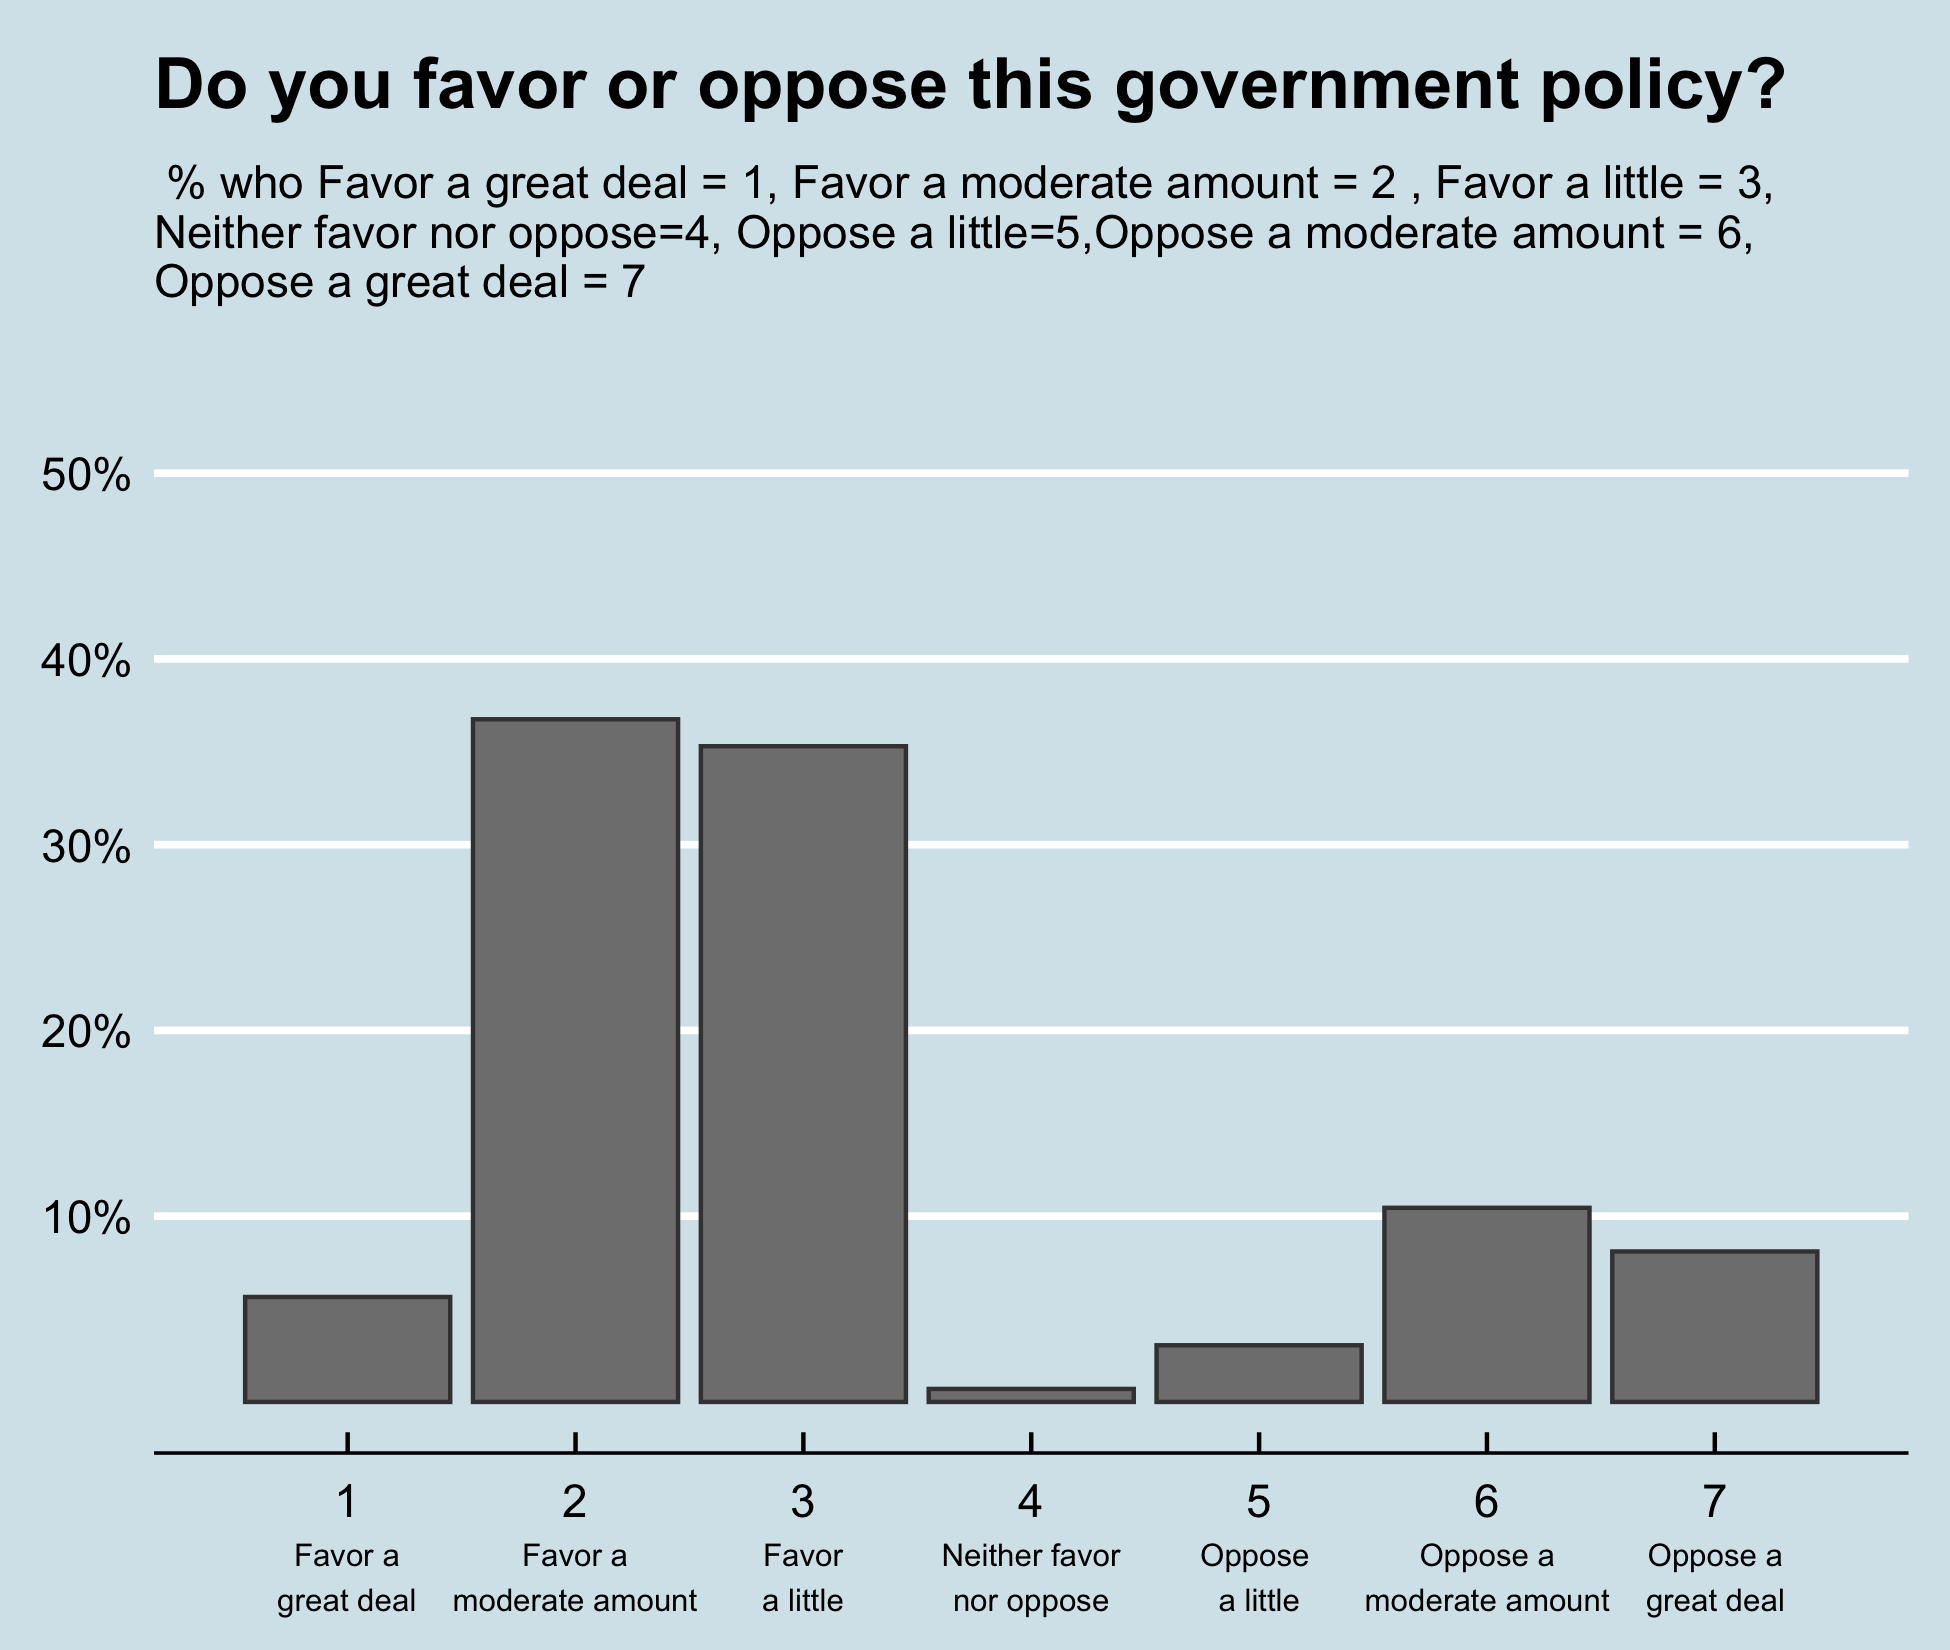 Do you favor or oppose this government policy?
% who Favor a great deal = 1, Favor a moderate amount = 2 , Favor a little = 3,
Neither favor nor oppose=4, Oppose a little=5,Oppose a moderate amount = 6,
Oppose a great deal = 7
50%
40%
30%
20%
10%
1 2 3 4 5 6 7
Favor a Favor a Favor Neither favor Oppose Oppose a Oppose a
great deal moderate amount a little nor oppose a little moderate amount great deal